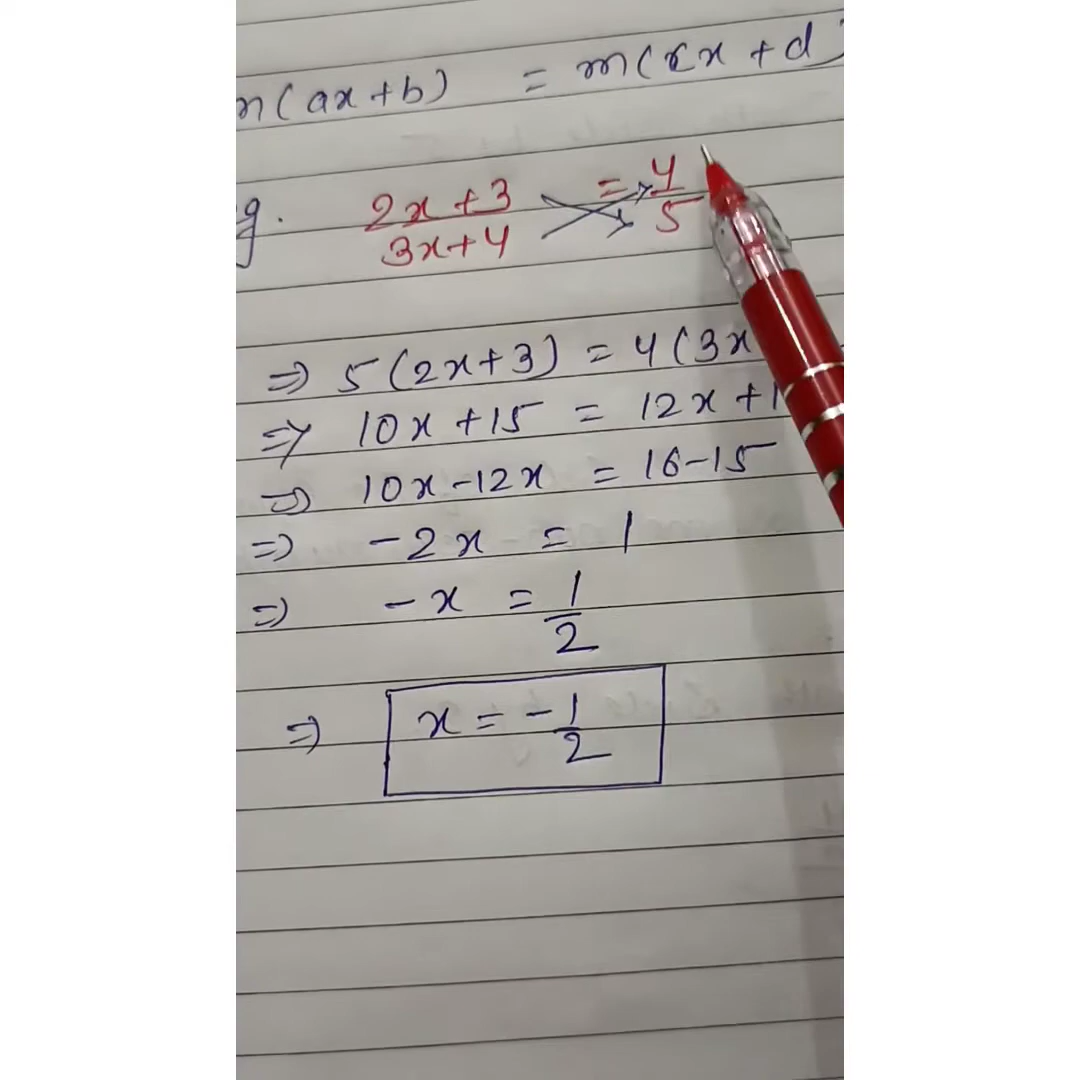 n(ax+b) = m(cx+d)
g. 2x+3/3x+4 = 4/5
⇒ 5(2x+3) = 4(3x
⇒ 10x+15 = 12x+1
⇒ 10x-12x = 16-15
⇒ -2x = 1
⇒ -x = 1/2
⇒ x = -1/2